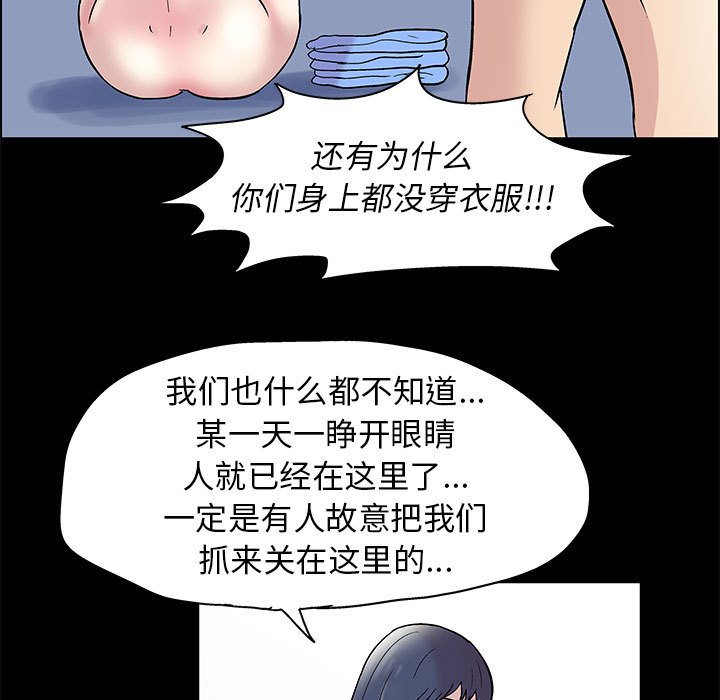 还有为什么
你们身上都没穿衣服!!!
我们也什么都不知道...
某一天一睁开眼睛
人就已经在这里了...
一定是有人故意把我们
抓来关在这里的...